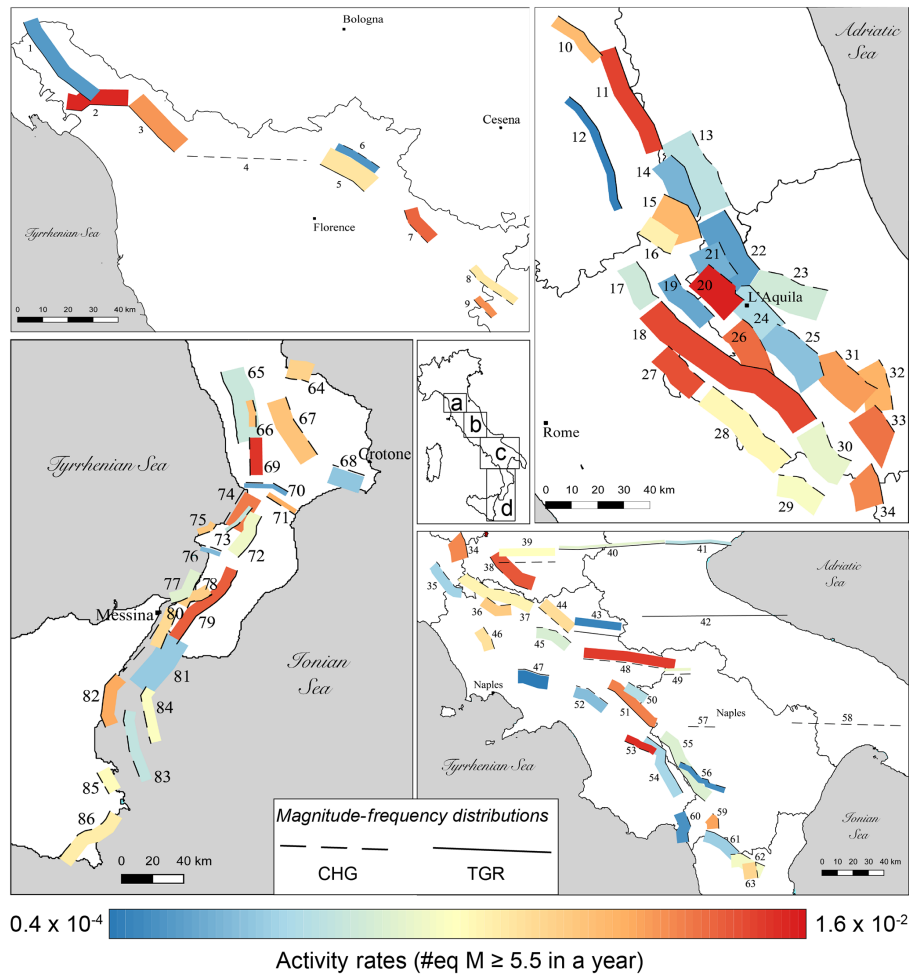 Bologna
1
2
3
Cesena
4
6
5
Florence
7
Tyrrhenian Sea
8
9
0 10 20 30 40 km
Adriatic
Sea
10
11
12
13
14
15
16
22
21
17
19
20
23
L'Aquila
24
18
26
25
27
31
32
28
33
Rome
30
29
34
0 10 20 30 40 km
65
64
66
67
Tyrrhenian Sea
Crotone
69
68
70
74
71
75
73
72
76
77
78
Messina
80
79
Ionian
Sea
81
82
84
83
85
86
0 20 40 km
a
b
c
d
34
39
40
41
38
Adriatic
Sea
35
36
37
44
43
42
46
45
48
47
49
Naples
Naples
52
50
51
57
58
53
55
Tyrrhenian Sea
54
56
60
59
Ionian
Sea
61
62
63
0 10 20 30 40 km
Magnitude-frequency distributions
CHG TGR
0.4 x 10-4 1.6 x 10-2
Activity rates (#eq M ≥ 5.5 in a year)